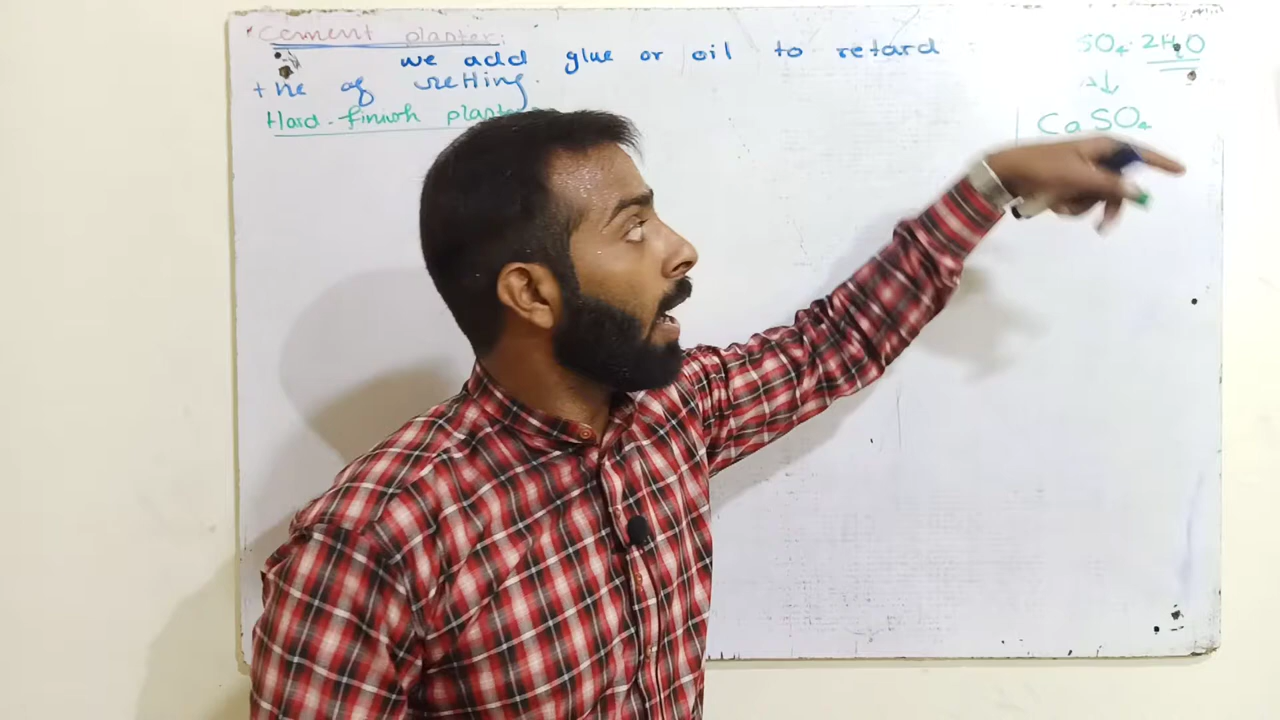 Cement plaster:
we add glue or oil to retard
the of setting.
Hard-finish plaster
SO₄·2H₂O
↓
CaSO₄